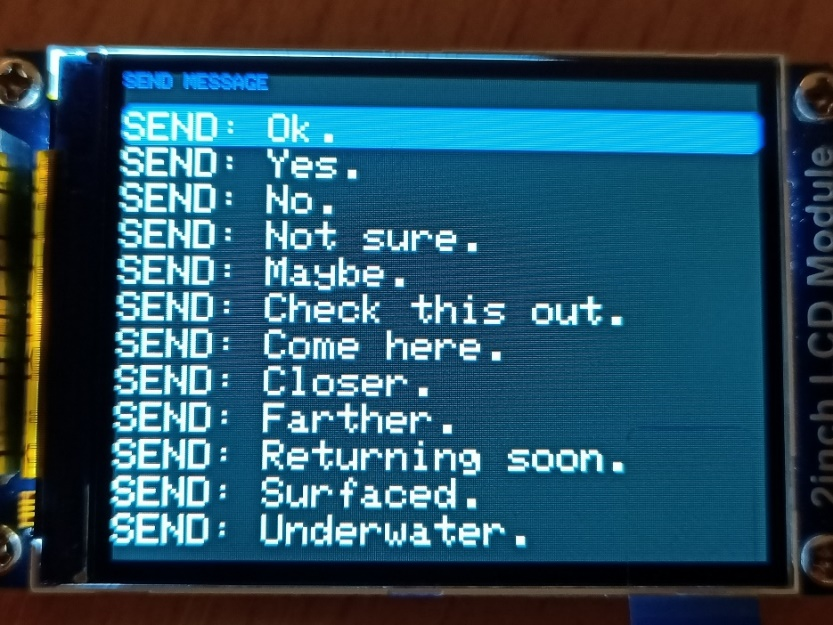 SEND MESSAGE
SEND: Ok.
SEND: Yes.
SEND: No.
SEND: Not sure.
SEND: Maybe.
SEND: Check this out.
SEND: Come here.
SEND: Closer.
SEND: Farther.
SEND: Returning soon.
SEND: Surfaced.
SEND: Underwater.
2inch LCD Module